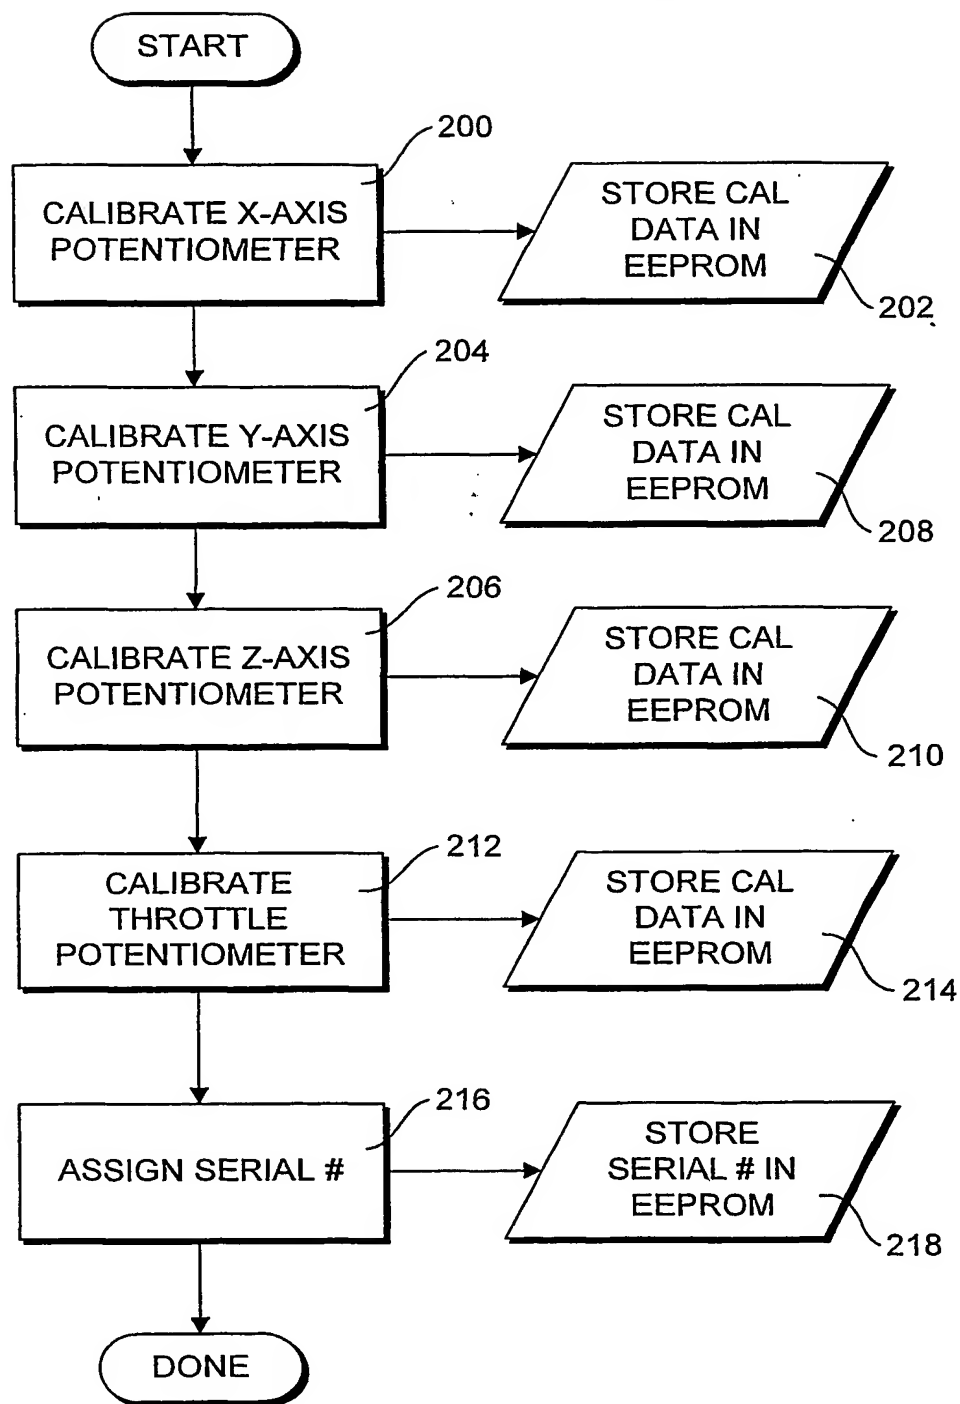 START
200
CALIBRATE X-AXIS
POTENTIOMETER
STORE CAL
DATA IN
EEPROM
202
204
CALIBRATE Y-AXIS
POTENTIOMETER
STORE CAL
DATA IN
EEPROM
208
206
CALIBRATE Z-AXIS
POTENTIOMETER
STORE CAL
DATA IN
EEPROM
210
212
CALIBRATE
THROTTLE
POTENTIOMETER
STORE CAL
DATA IN
EEPROM
214
216
ASSIGN SERIAL #
STORE
SERIAL # IN
EEPROM
218
DONE